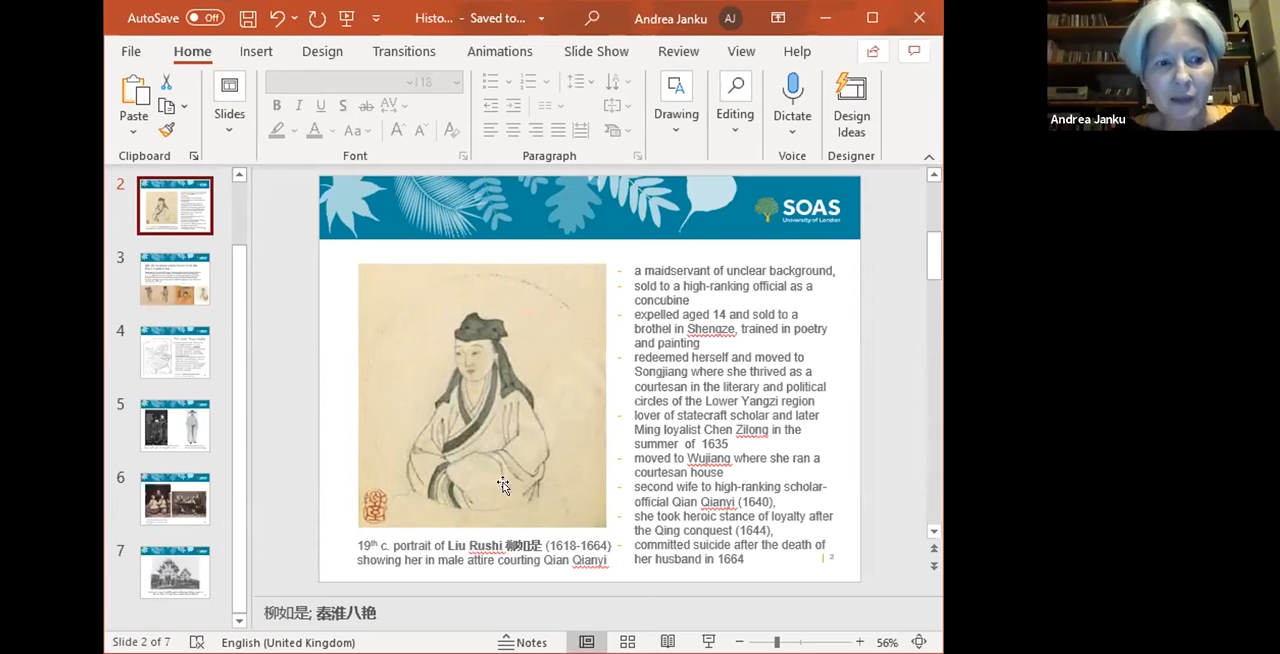 AutoSave
Off
Histo... - Saved to...
Andrea Janku
AJ
File
Home
Insert
Design
Transitions
Animations
Slide Show
Review
View
Help
Paste
Clipboard
Slides
18
B I U S ab AV
A Aa A A A
Font
Paragraph
Drawing
Editing
Dictate
Voice
Design
Ideas
Designer
Andrea Janku
2
3
4
5
6
7
SOAS
University of London
- a maidservant of unclear background,
- sold to a high-ranking official as a
concubine
- expelled aged 14 and sold to a
brothel in Shengze, trained in poetry
and painting
- redeemed herself and moved to
Songjiang where she thrived as a
courtesan in the literary and political
circles of the Lower Yangzi region
- lover of statecraft scholar and later
Ming loyalist Chen Zilong in the
summer of 1635
- moved to Wujiang where she ran a
courtesan house
- second wife to high-ranking scholar-
official Qian Qianyi (1640),
- she took heroic stance of loyalty after
the Qing conquest (1644),
- committed suicide after the death of
her husband in 1664
19th c. portrait of Liu Rushi 柳如是 (1618-1664)
showing her in male attire courting Qian Qianyi
2
柳如是; 秦淮八艳
Slide 2 of 7
English (United Kingdom)
Notes
56%